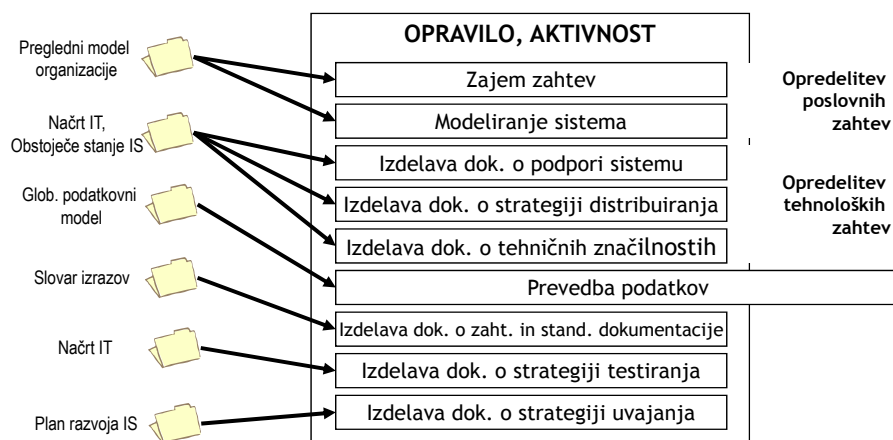 OPRAVILO, AKTIVNOST
Pregledni model
organizacije
Zajem zahtev
Modeliranje sistema
Opredelitev
poslovnih
zahtev
Načrt IT,
Obstoječe stanje IS
Izdelava dok. o podpori sistemu
Izdelava dok. o strategiji distribuiranja
Izdelava dok. o tehničnih značilnostih
Opredelitev
tehnoloških
zahtev
Glob. podatkovni
model
Prevedba podatkov
Slovar izrazov
Izdelava dok. o zaht. in stand. dokumentacije
Načrt IT
Izdelava dok. o strategiji testiranja
Plan razvoja IS
Izdelava dok. o strategiji uvajanja